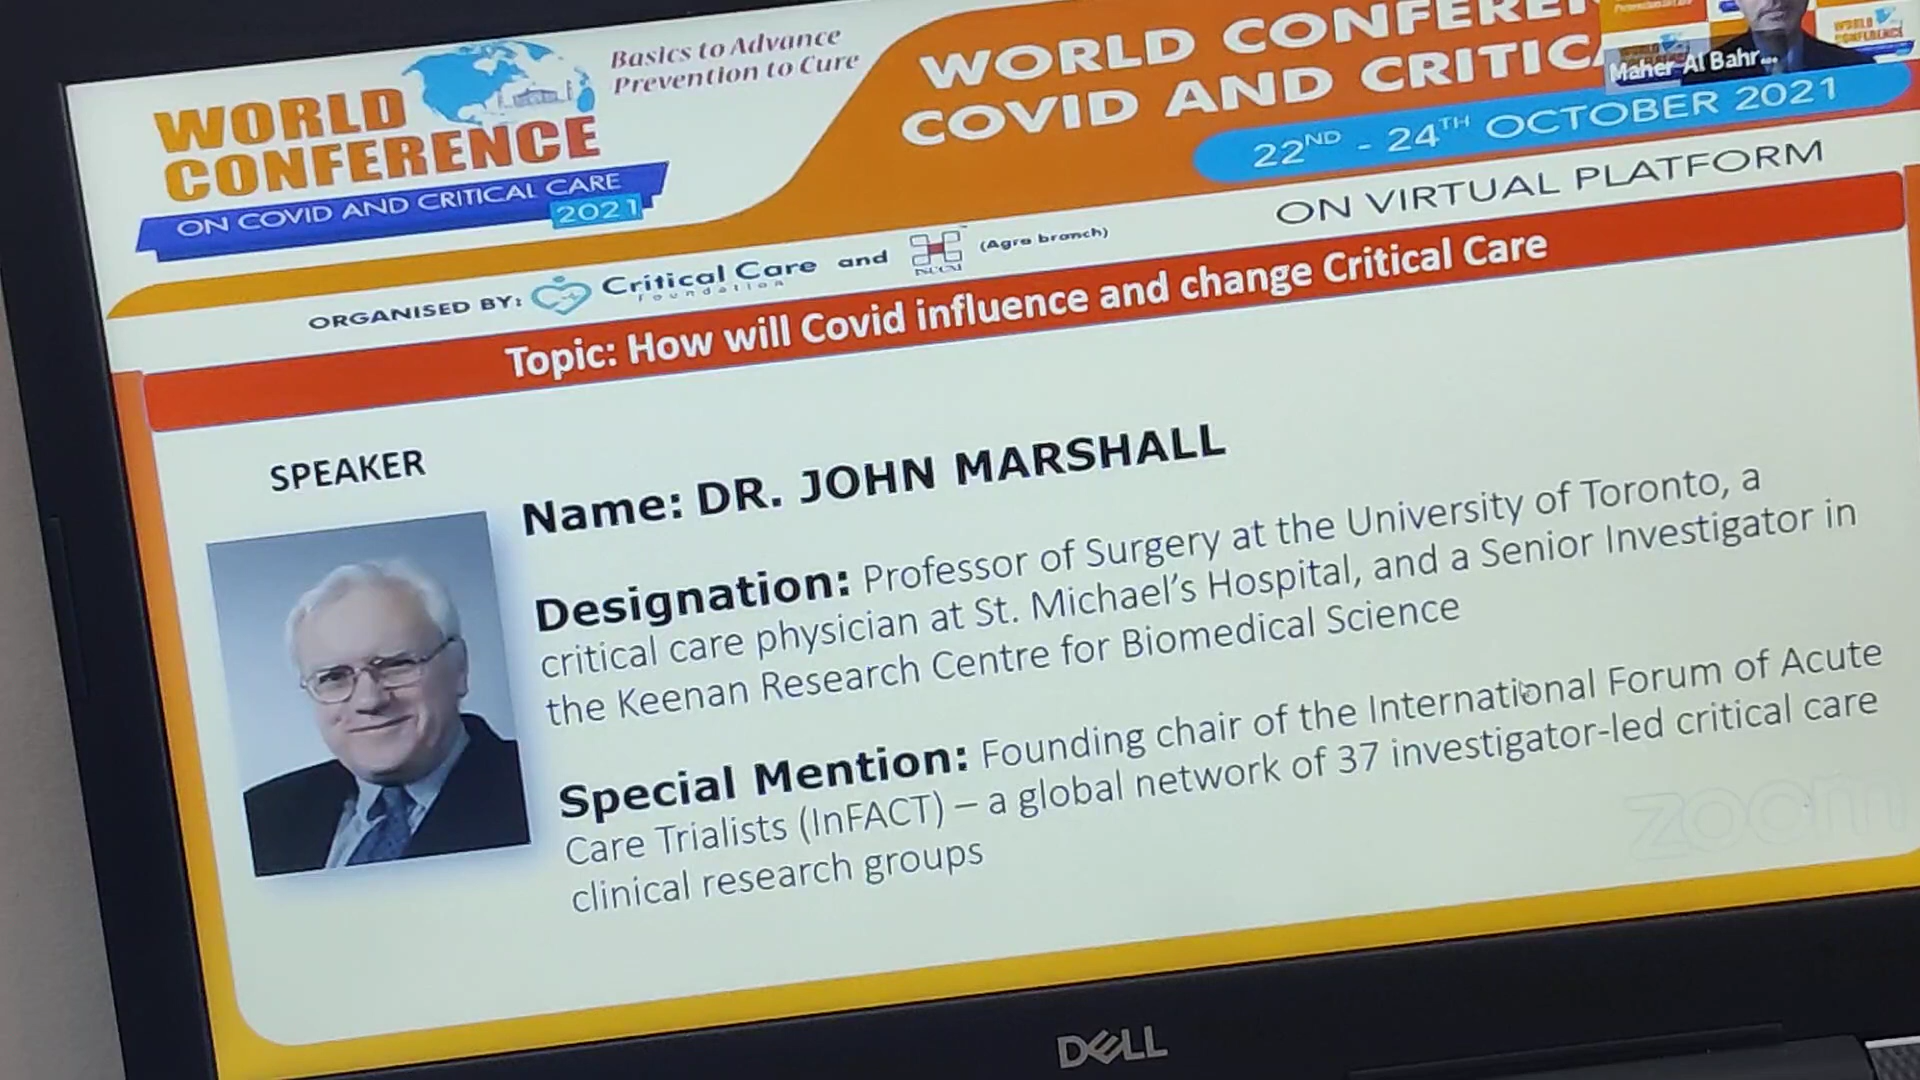 WORLD
CONFERENCE
ON COVID AND CRITICAL CARE
2021
Basics to Advance
Prevention to Cure
WORLD
COVID AND
Maher Al Bahr...
22ND - 24TH OCTOBER 2021
ON VIRTUAL PLATFORM
ORGANISED BY: Critical Care and (Agra branch)
Foundation
Topic: How will Covid influence and change Critical Care
SPEAKER
Name: DR. JOHN MARSHALL
Designation: Professor of Surgery at the University of Toronto, a
critical care physician at St. Michael's Hospital, and a Senior Investigator in
the Keenan Research Centre for Biomedical Science
Special Mention: Founding chair of the International Forum of Acute
Care Trialists (InFACT) – a global network of 37 investigator-led critical care
clinical research groups
zoom
DELL